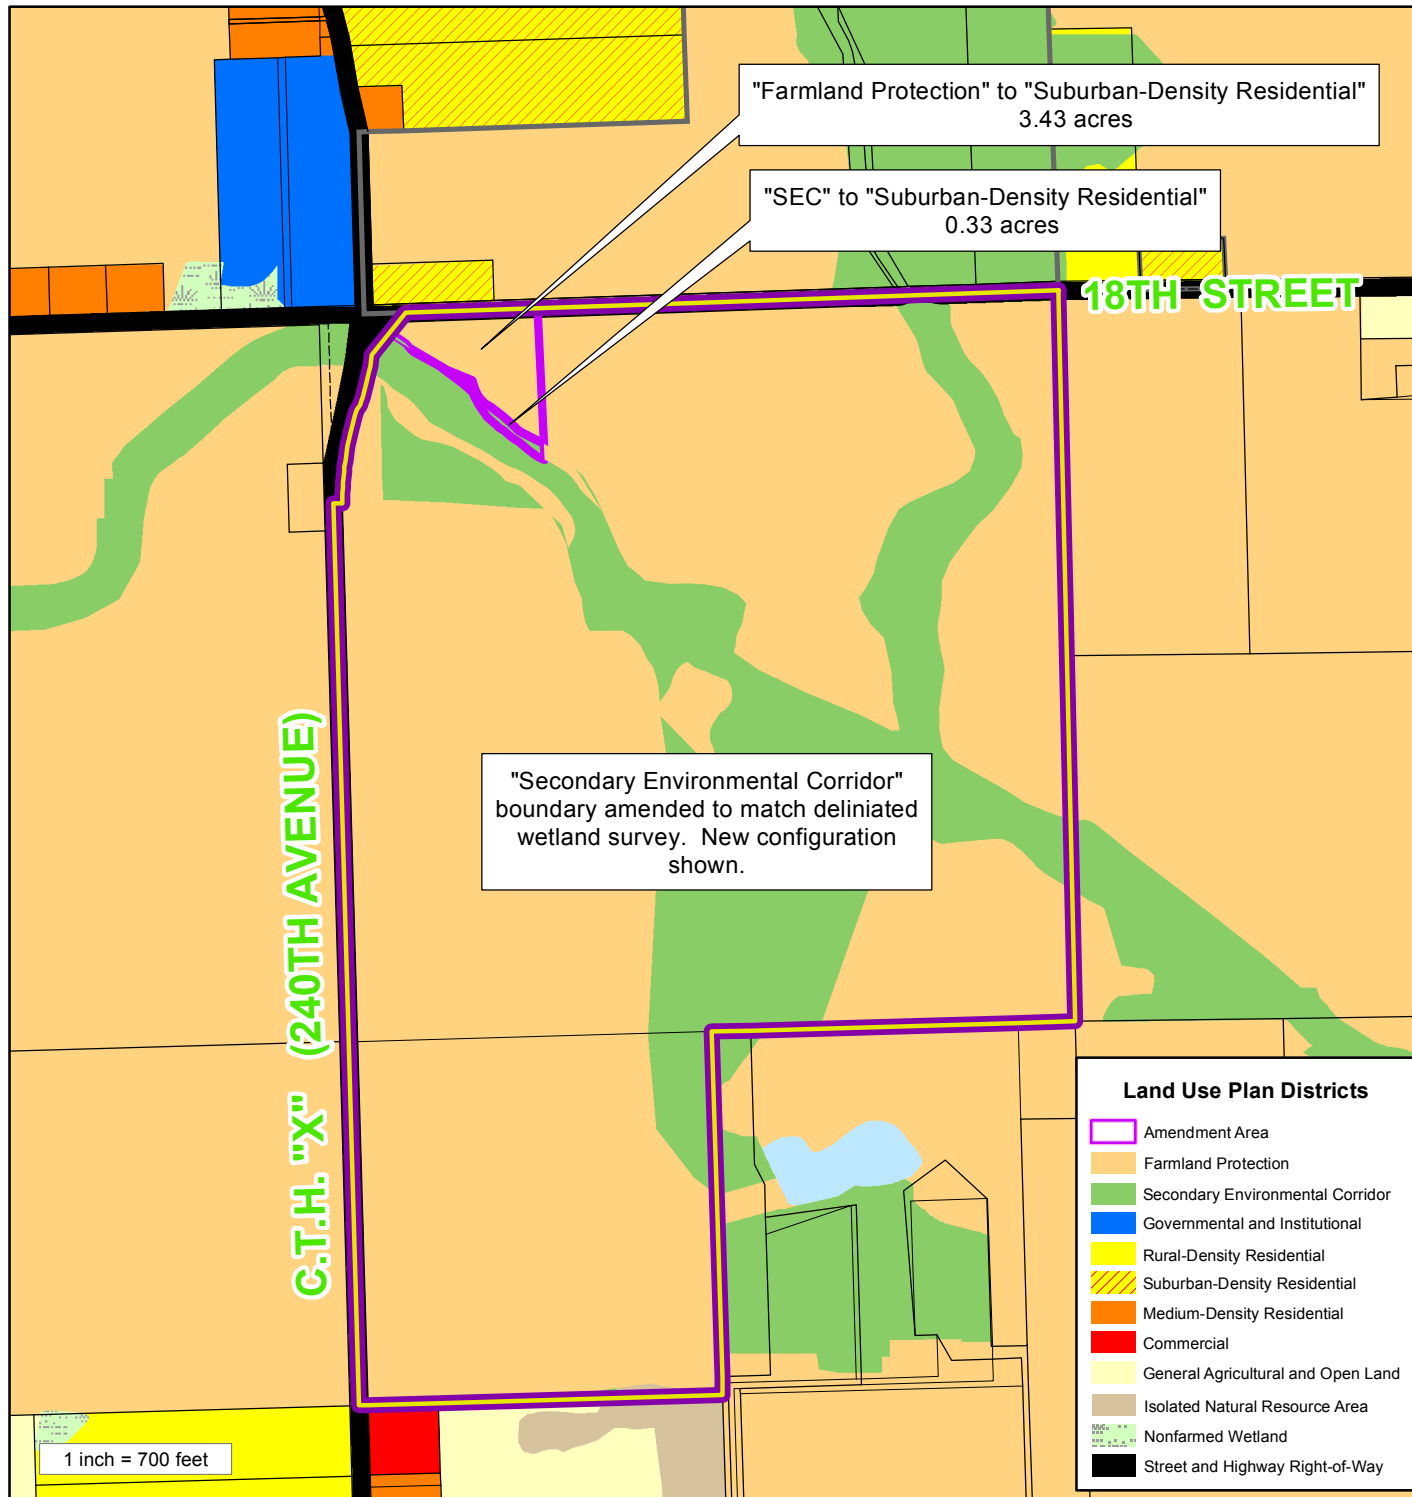 "Farmland Protection" to "Suburban-Density Residential"
3.43 acres
"SEC" to "Suburban-Density Residential"
0.33 acres
18TH STREET
"Secondary Environmental Corridor"
boundary amended to match deliniated
wetland survey. New configuration
shown.
C.T.H. "X" (240TH AVENUE)
Land Use Plan Districts
Amendment Area
Farmland Protection
Secondary Environmental Corridor
Governmental and Institutional
Rural-Density Residential
Suburban-Density Residential
Medium-Density Residential
Commercial
General Agricultural and Open Land
Isolated Natural Resource Area
Nonfarmed Wetland
Street and Highway Right-of-Way
1 inch = 700 feet